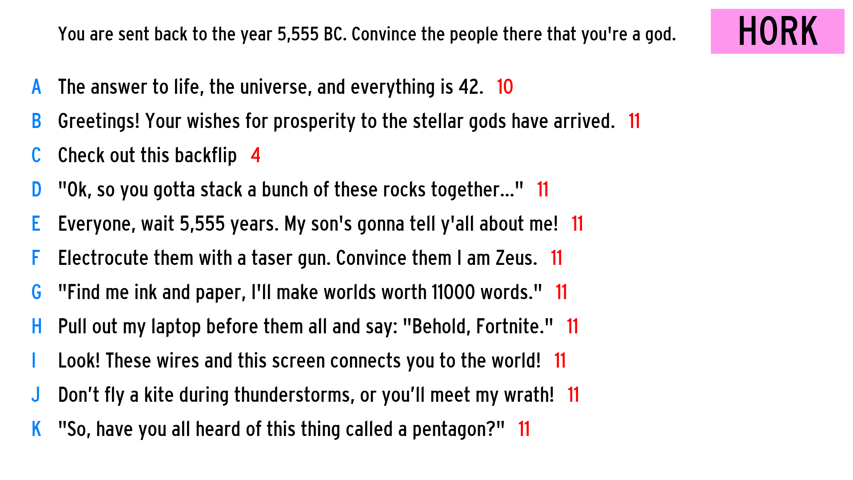 You are sent back to the year 5,555 BC. Convince the people there that you're a god.
HORK
A The answer to life, the universe, and everything is 42. 10
B Greetings! Your wishes for prosperity to the stellar gods have arrived. 11
C Check out this backflip 4
D "Ok, so you gotta stack a bunch of these rocks together..." 11
E Everyone, wait 5,555 years. My son's gonna tell y'all about me! 11
F Electrocute them with a taser gun. Convince them I am Zeus. 11
G "Find me ink and paper, I'll make worlds worth 11000 words." 11
H Pull out my laptop before them all and say: "Behold, Fortnite." 11
I Look! These wires and this screen connects you to the world! 11
J Don’t fly a kite during thunderstorms, or you’ll meet my wrath! 11
K "So, have you all heard of this thing called a pentagon?" 11